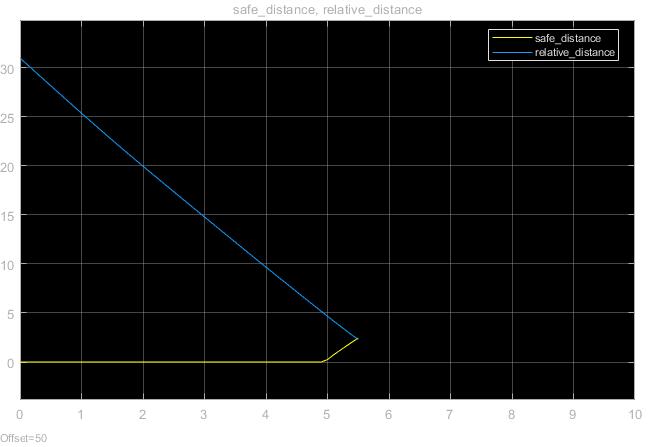 safe_distance, relative_distance
safe_distance
relative_distance
30
25
20
15
10
5
0
0 1 2 3 4 5 6 7 8 9 10
Offset=50